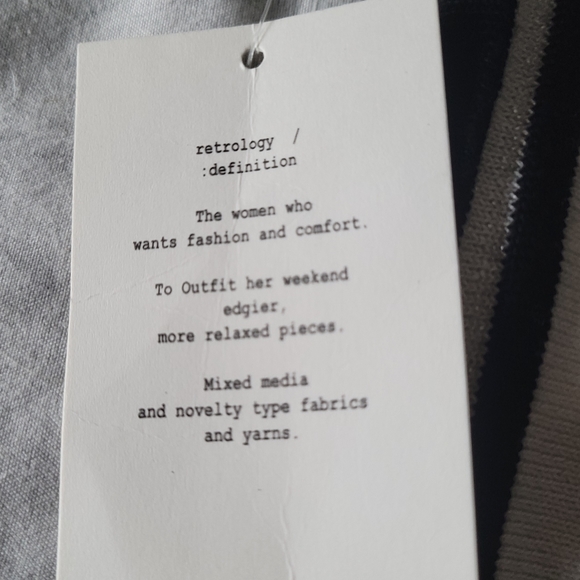 retrology /
:definition
The women who
wants fashion and comfort.
To Outfit her weekend
edgier,
more relaxed pieces.
Mixed media
and novelty type fabrics
and yarns.